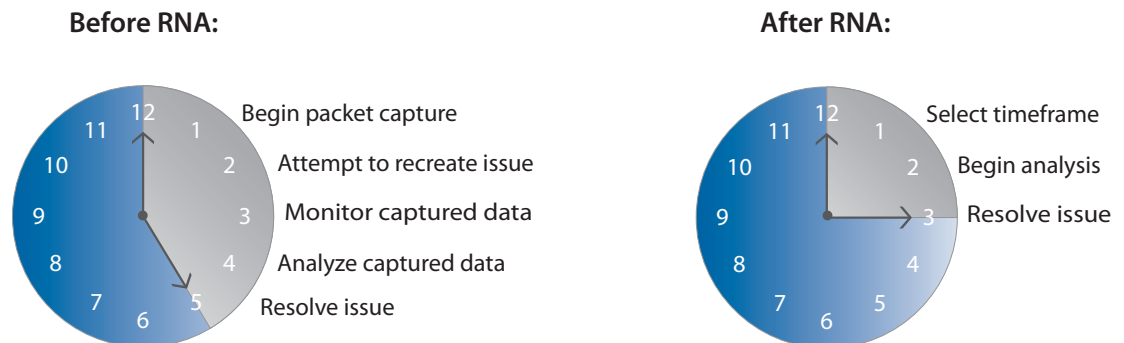 Before RNA:
12
1
2
3
4
5
6
7
8
9
10
11
Begin packet capture
Attempt to recreate issue
Monitor captured data
Analyze captured data
Resolve issue
After RNA:
12
1
2
3
4
5
6
7
8
9
10
11
Select timeframe
Begin analysis
Resolve issue